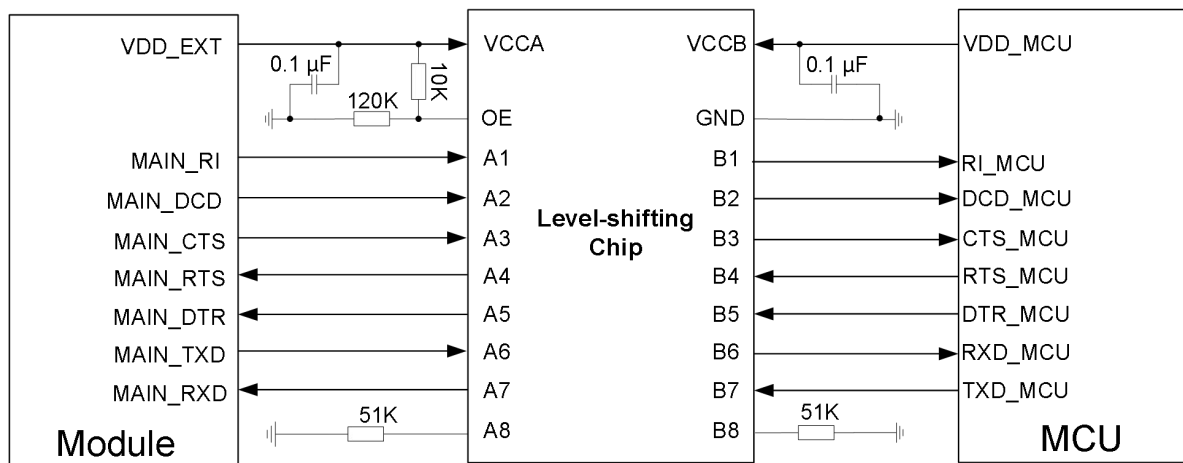 VDD_EXT
VCCA
VCCB
VDD_MCU
0.1 µF
10K
0.1 µF
120K
OE
GND
MAIN_RI
A1
B1
RI_MCU
MAIN_DCD
A2
B2
DCD_MCU
Level-shifting
Chip
MAIN_CTS
A3
B3
CTS_MCU
MAIN_RTS
A4
B4
RTS_MCU
MAIN_DTR
A5
B5
DTR_MCU
MAIN_TXD
A6
B6
RXD_MCU
MAIN_RXD
A7
B7
TXD_MCU
51K
A8
B8
51K
Module
MCU